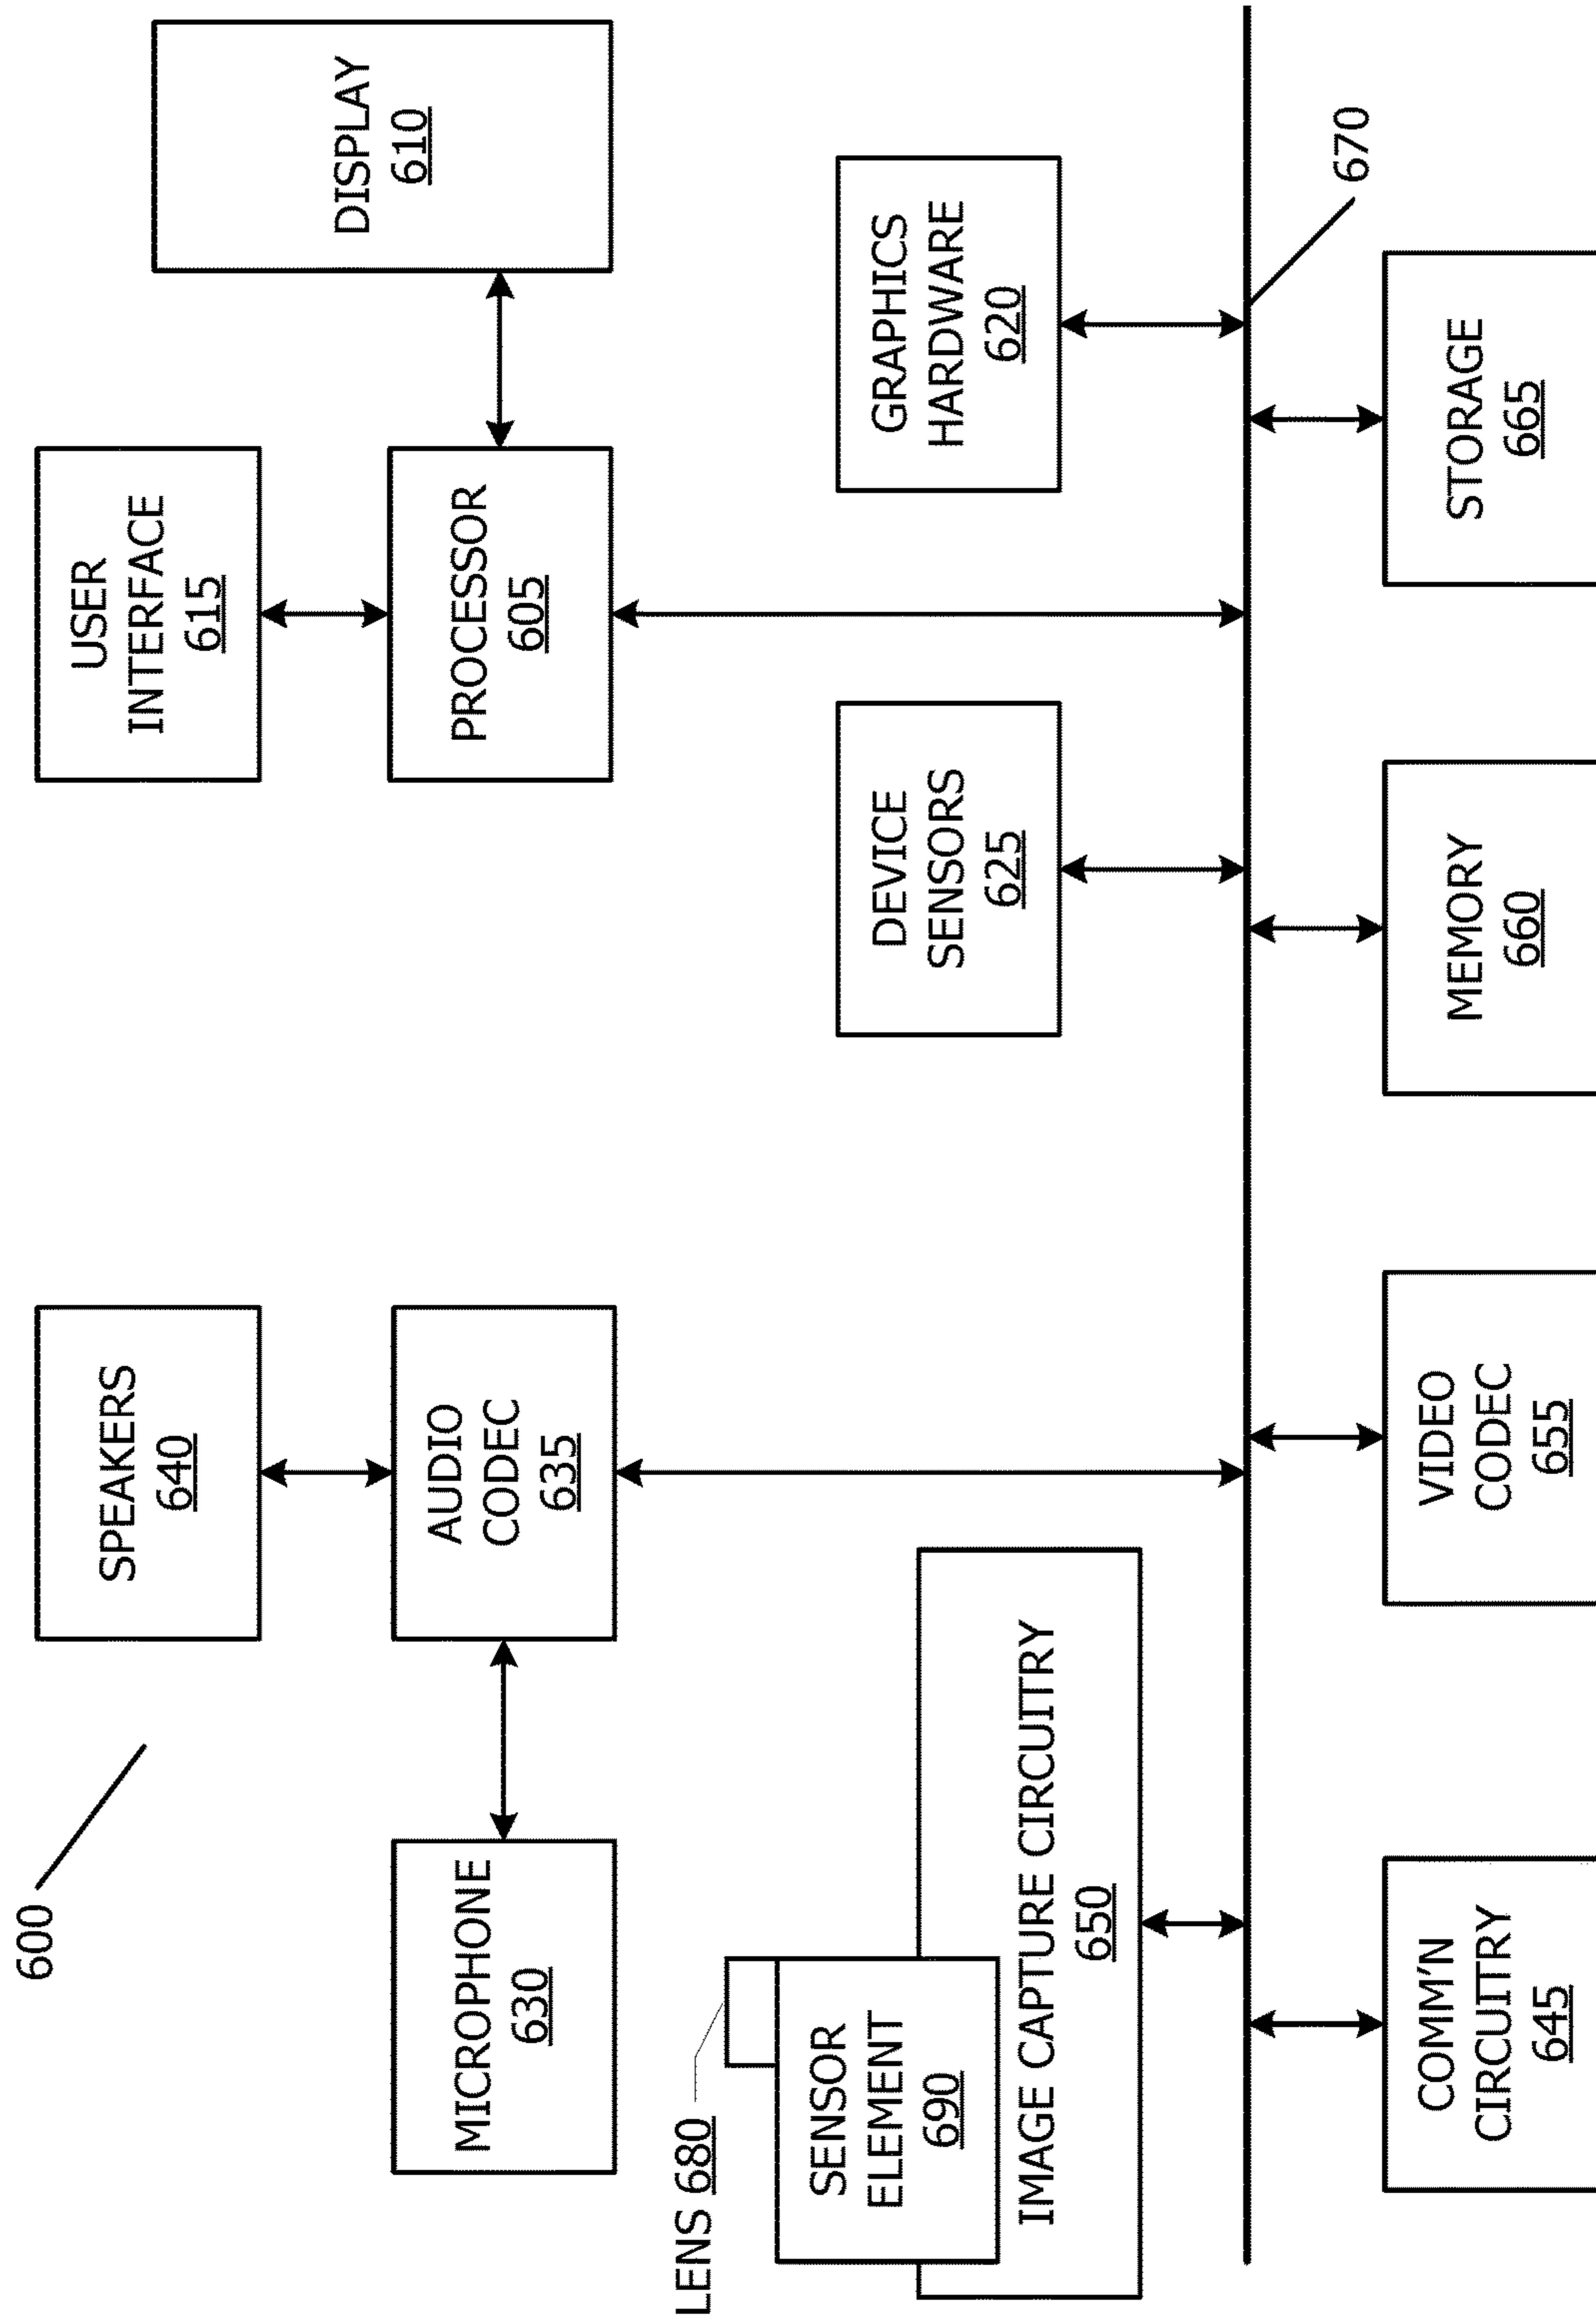 600
SPEAKERS
640
USER
INTERFACE
615
DISPLAY
610
MICROPHONE
630
AUDIO
CODEC
635
PROCESSOR
605
LENS 680
SENSOR
ELEMENT
690
IMAGE CAPTURE CIRCUITRY
650
DEVICE
SENSORS
625
GRAPHICS
HARDWARE
620
670
COMM'N
CIRCUITRY
645
VIDEO
CODEC
655
MEMORY
660
STORAGE
665